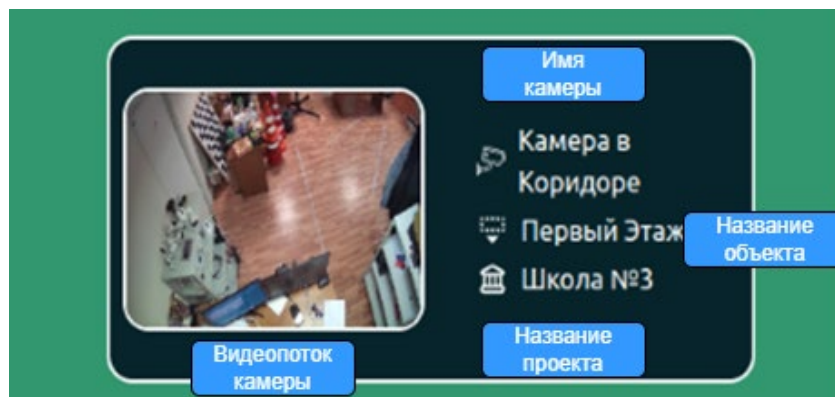 Имя
камеры
Камера в
Коридоре
Первый Этаж
Название
объекта
Школа №3
Название
проекта
Видеопоток
камеры